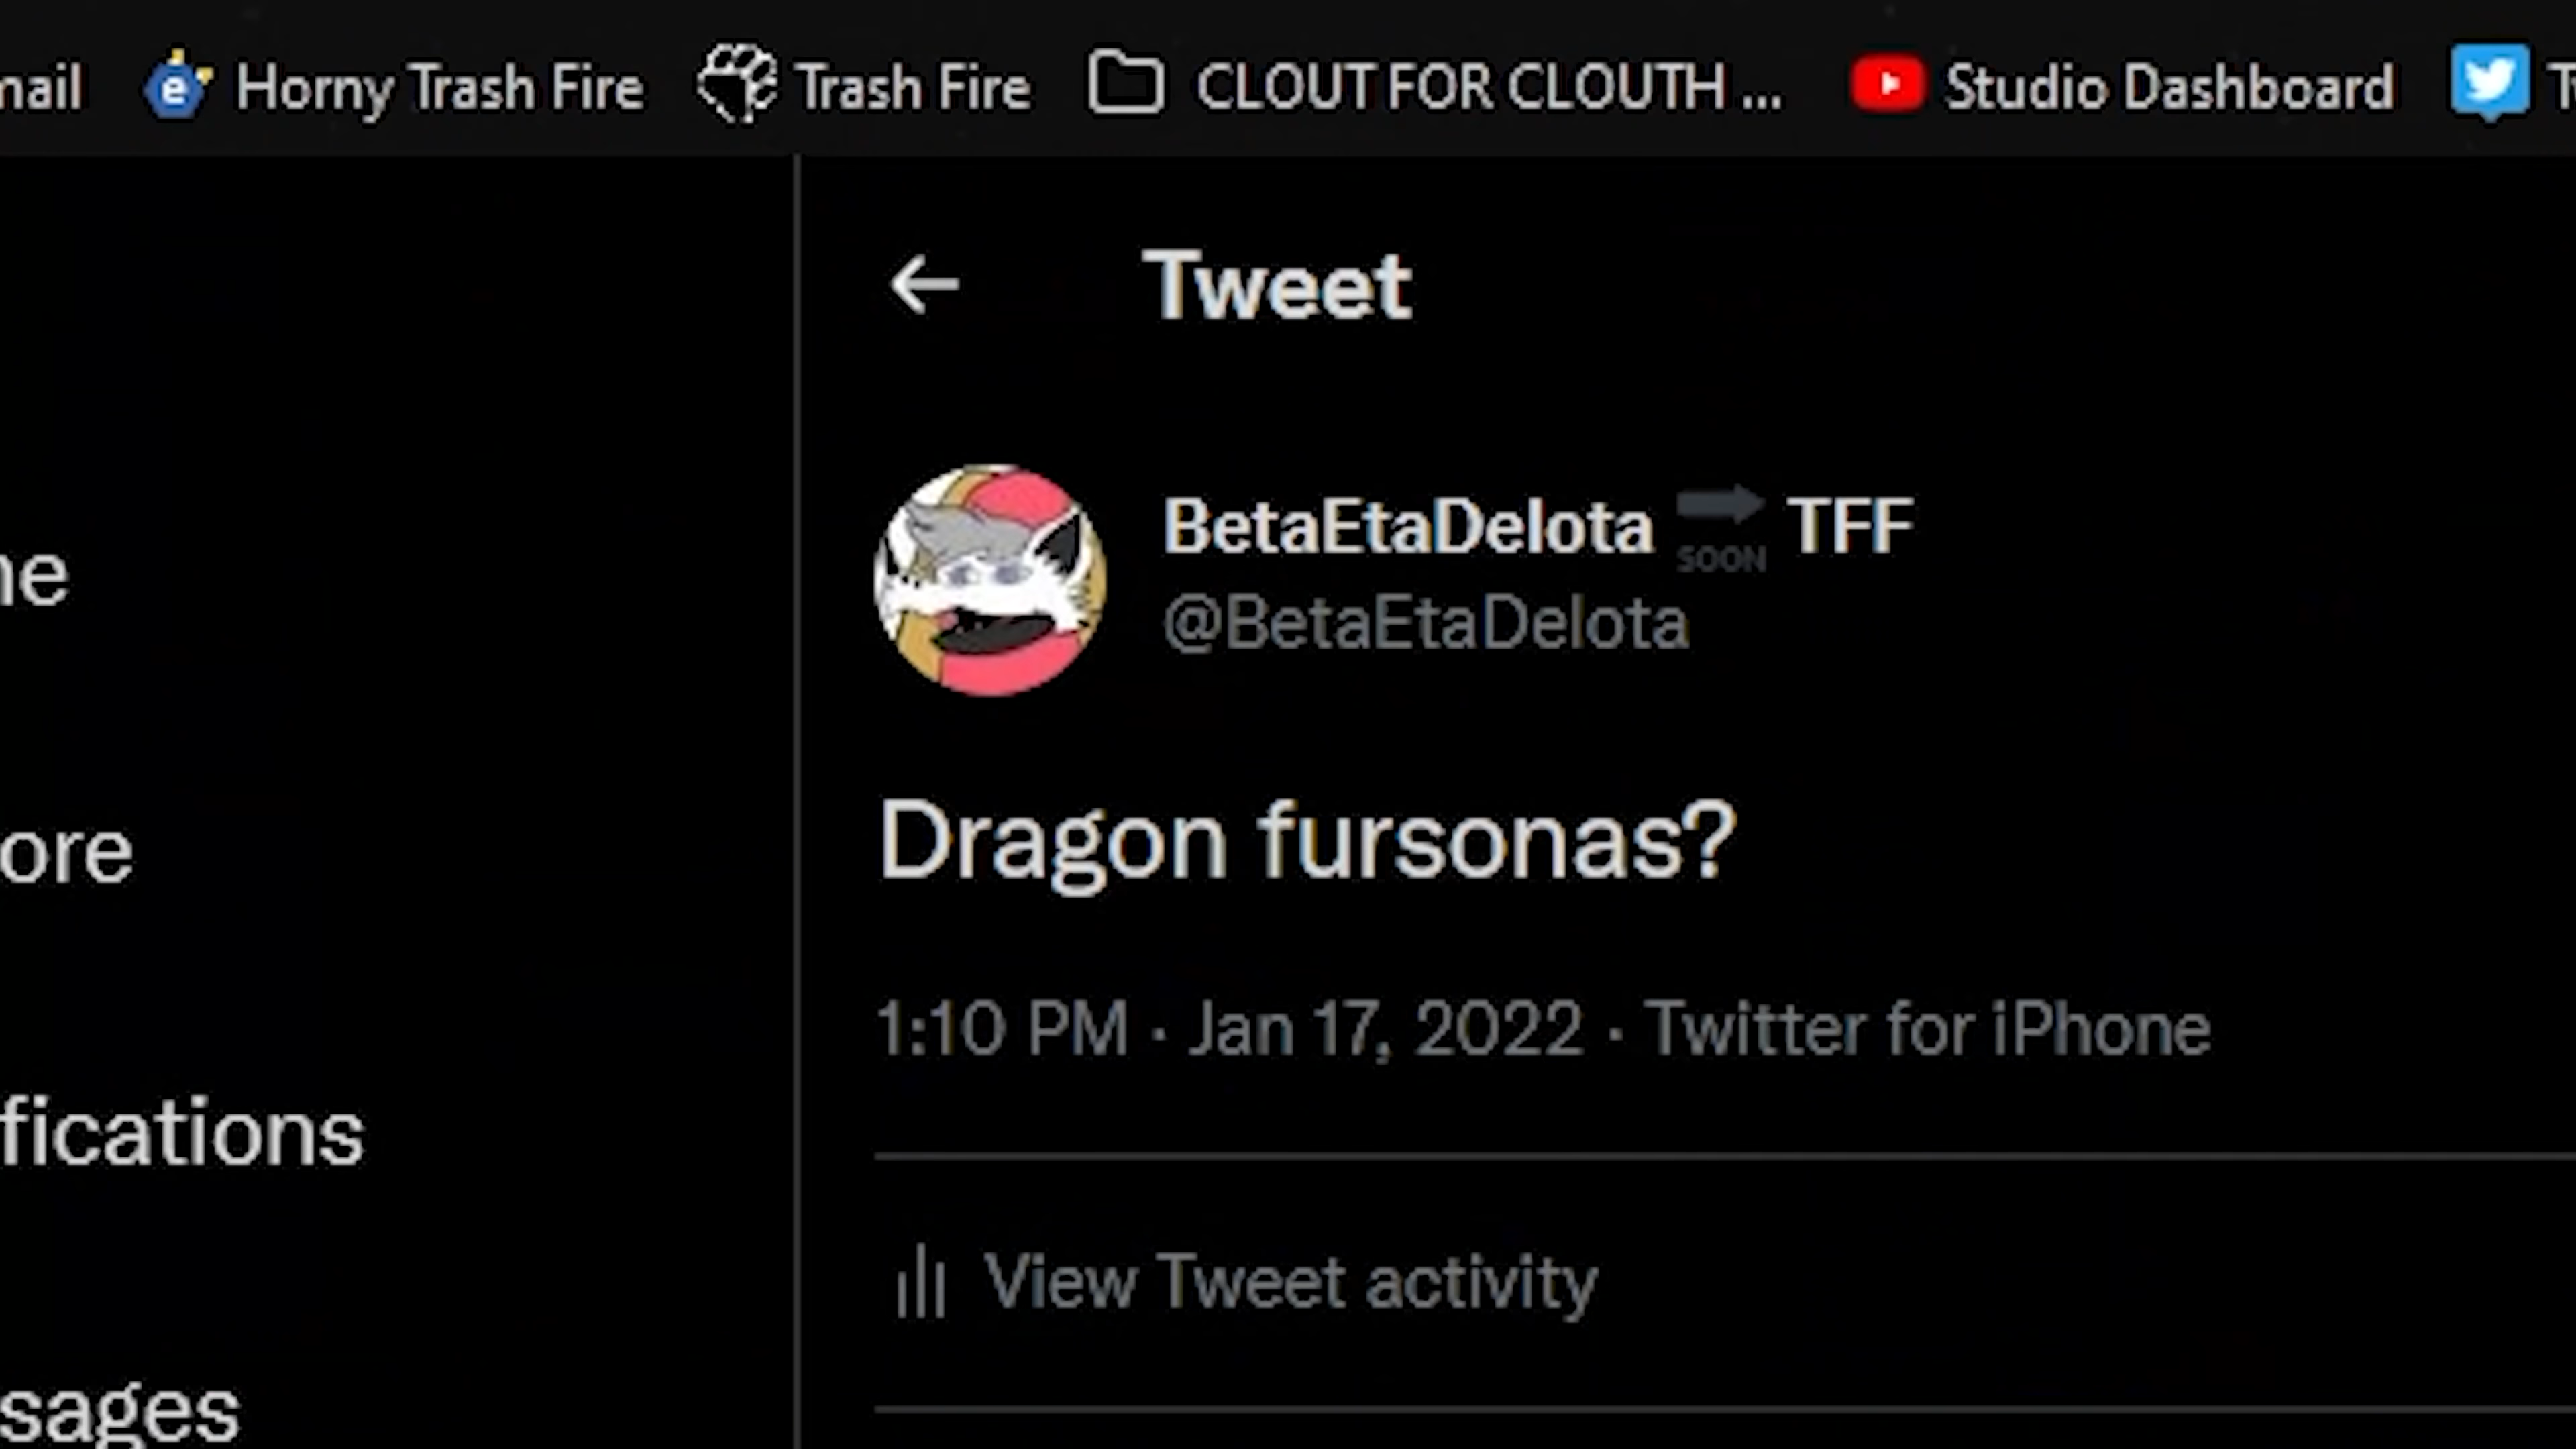 mail Horny Trash Fire Trash Fire CLOUT FOR CLOUTH ... Studio Dashboard
Tweet
BetaEtaDelota SOON TFF
@BetaEtaDelota
ne
Dragon fursonas?
ore
1:10 PM · Jan 17, 2022 · Twitter for iPhone
fications
View Tweet activity
sages